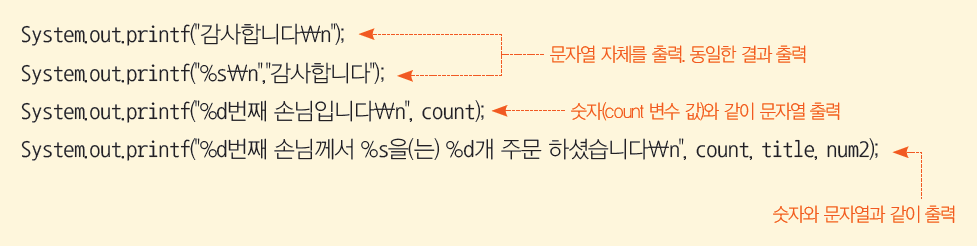 System.out.printf("감사합니다₩n");
문자열 자체를 출력. 동일한 결과 출력
System.out.printf("%s₩n","감사합니다");
System.out.printf("%d번째 손님입니다₩n", count);
숫자(count 변수 값)와 같이 문자열 출력
System.out.printf("%d번째 손님께서 %s을(는) %d개 주문 하셨습니다₩n", count, title, num2);
숫자와 문자열과 같이 출력